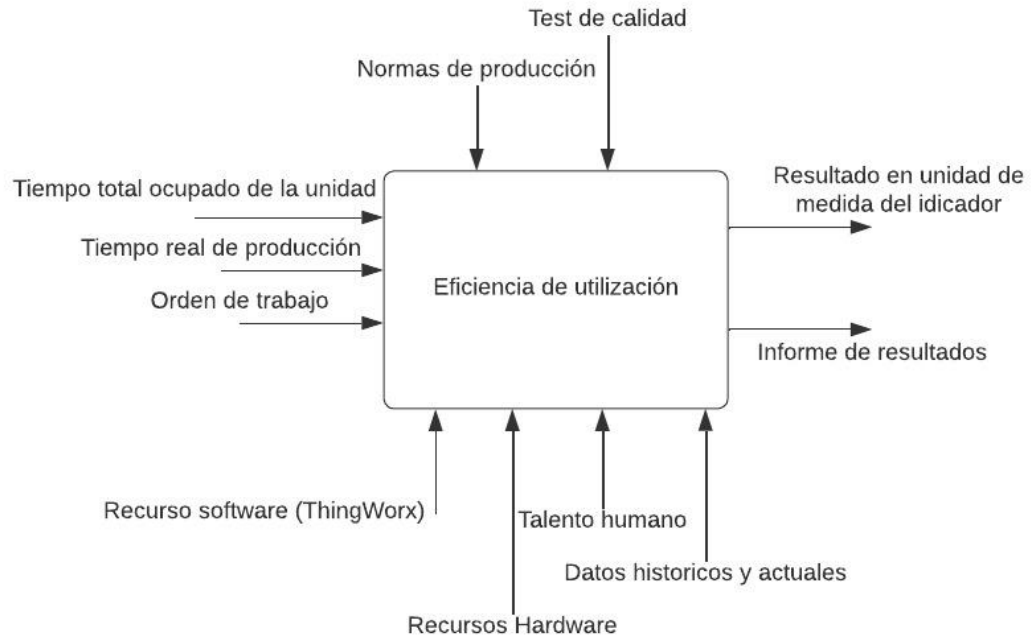 Test de calidad
Normas de producción
Tiempo total ocupado de la unidad
Tiempo real de producción
Orden de trabajo
Eficiencia de utilización
Resultado en unidad de
medida del idicador
Informe de resultados
Recurso software (ThingWorx)
Talento humano
Datos historicos y actuales
Recursos Hardware